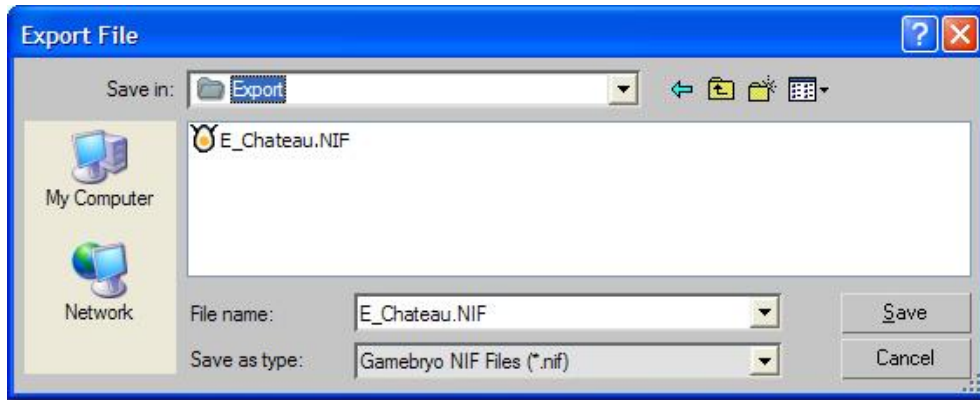 Export File
Save in:
Export
E_Chateau.NIF
My Computer
Network
File name:
E_Chateau.NIF
Save
Save as type:
Gamebryo NIF Files (*.nif)
Cancel